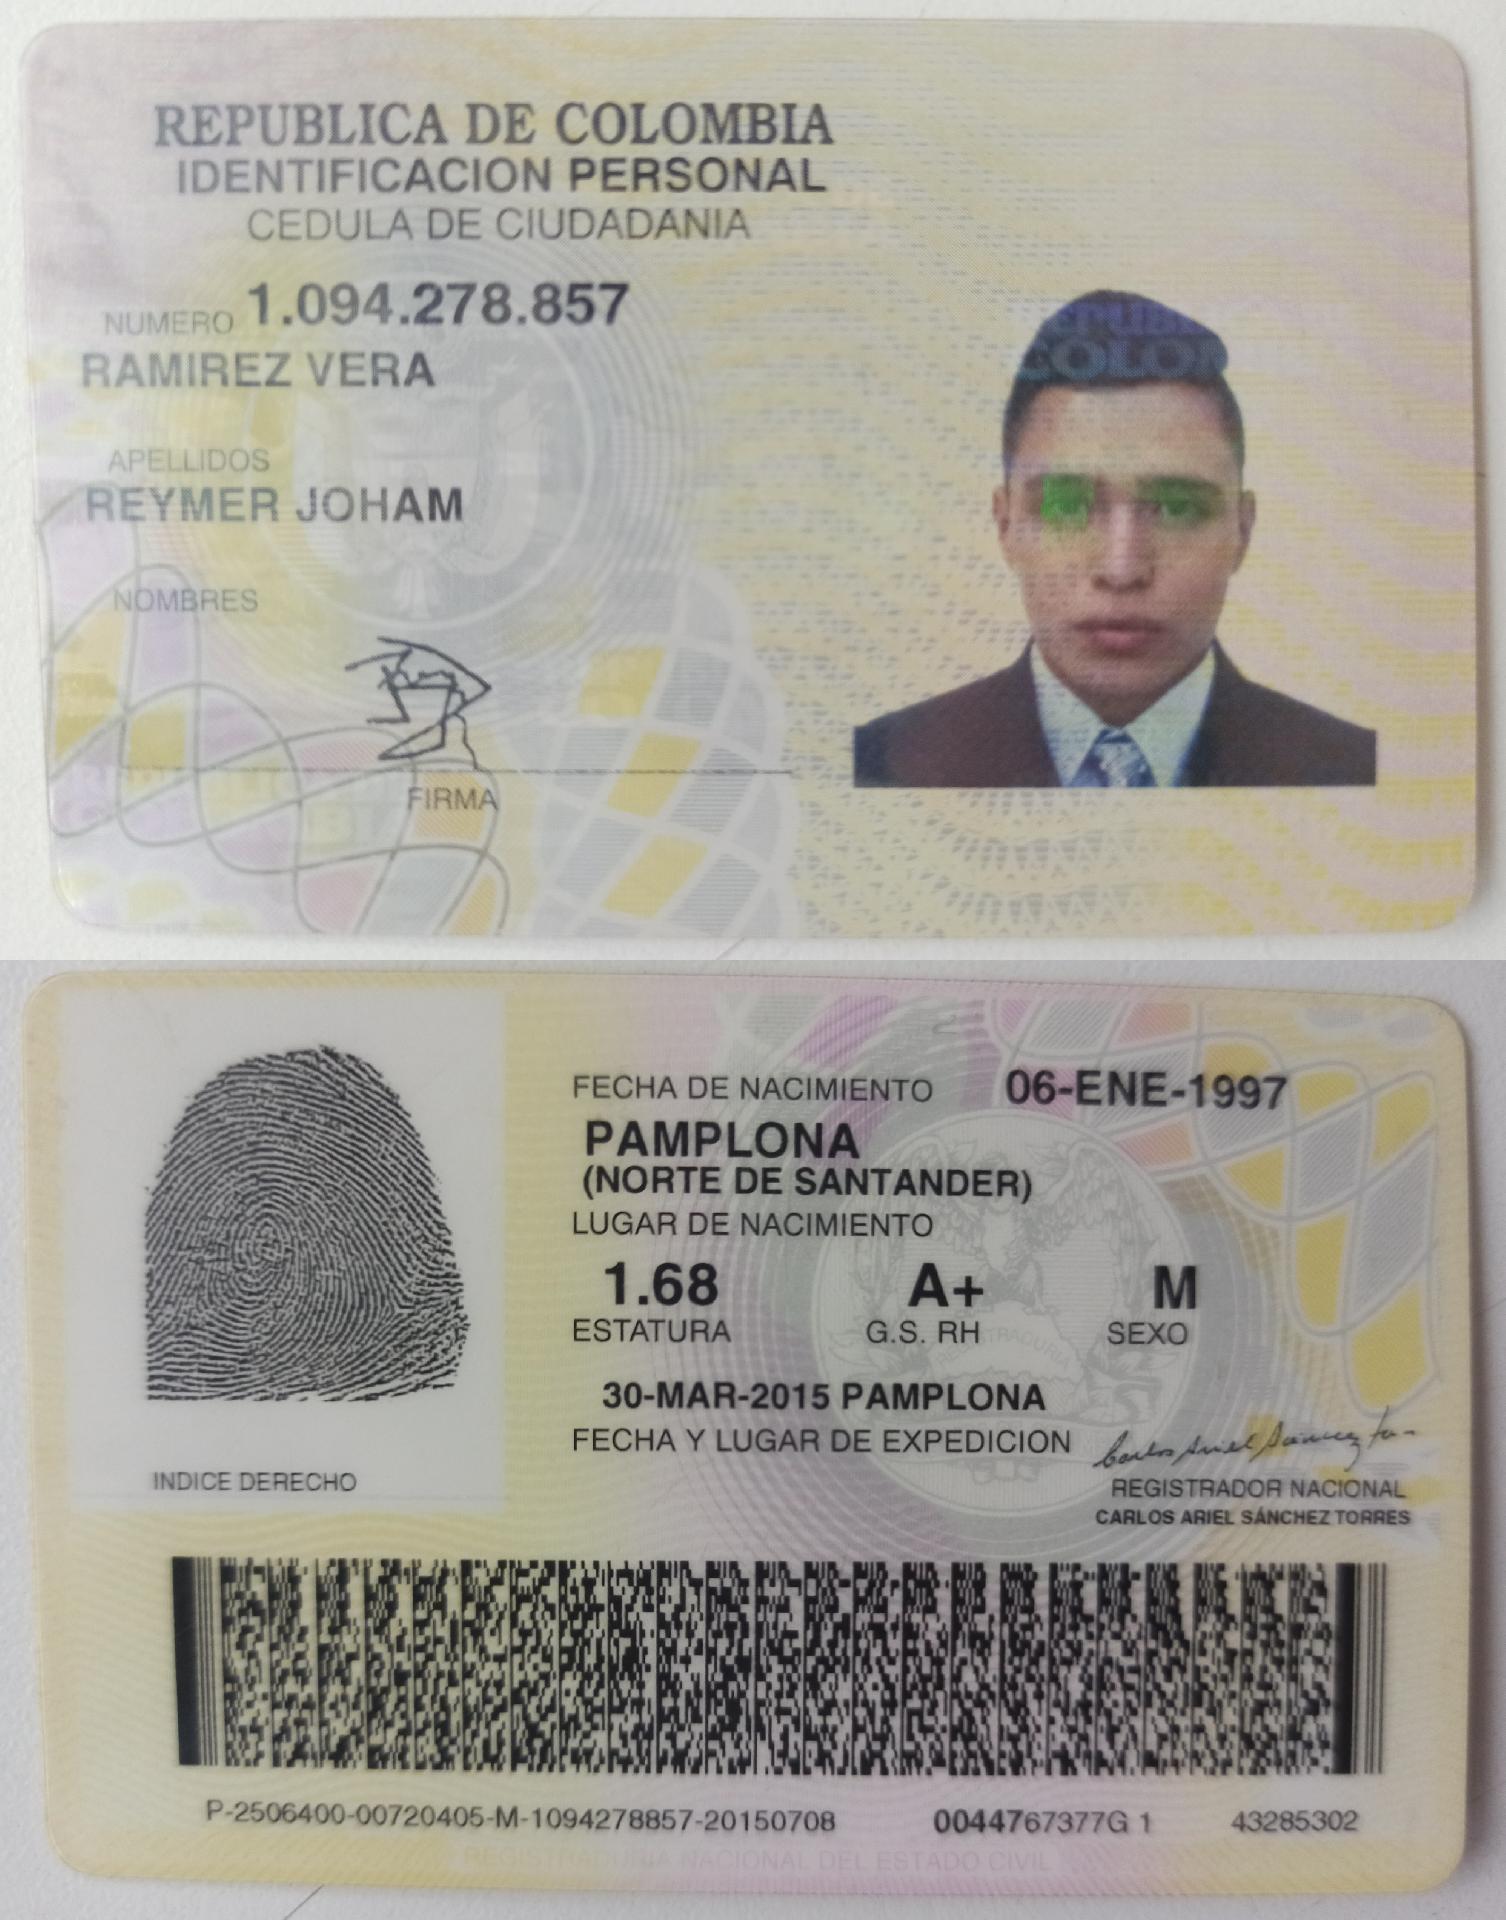 REPUBLICA DE COLOMBIA
IDENTIFICACION PERSONAL
CEDULA DE CIUDADANIA
NUMERO 1.094.278.857
RAMIREZ VERA
APELLIDOS
REYMER JOHAM
NOMBRES
FIRMA
FECHA DE NACIMIENTO 06-ENE-1997
PAMPLONA
(NORTE DE SANTANDER)
LUGAR DE NACIMIENTO
1.68 A+ M
ESTATURA G.S. RH SEXO
30-MAR-2015 PAMPLONA
FECHA Y LUGAR DE EXPEDICION
INDICE DERECHO
REGISTRADOR NACIONAL
CARLOS ARIEL SÁNCHEZ TORRES
P-2506400-00720405-M-1094278857-20150708 0044767377G 1 43285302
REGISTRADURIA NACIONAL DEL ESTADO CIVIL